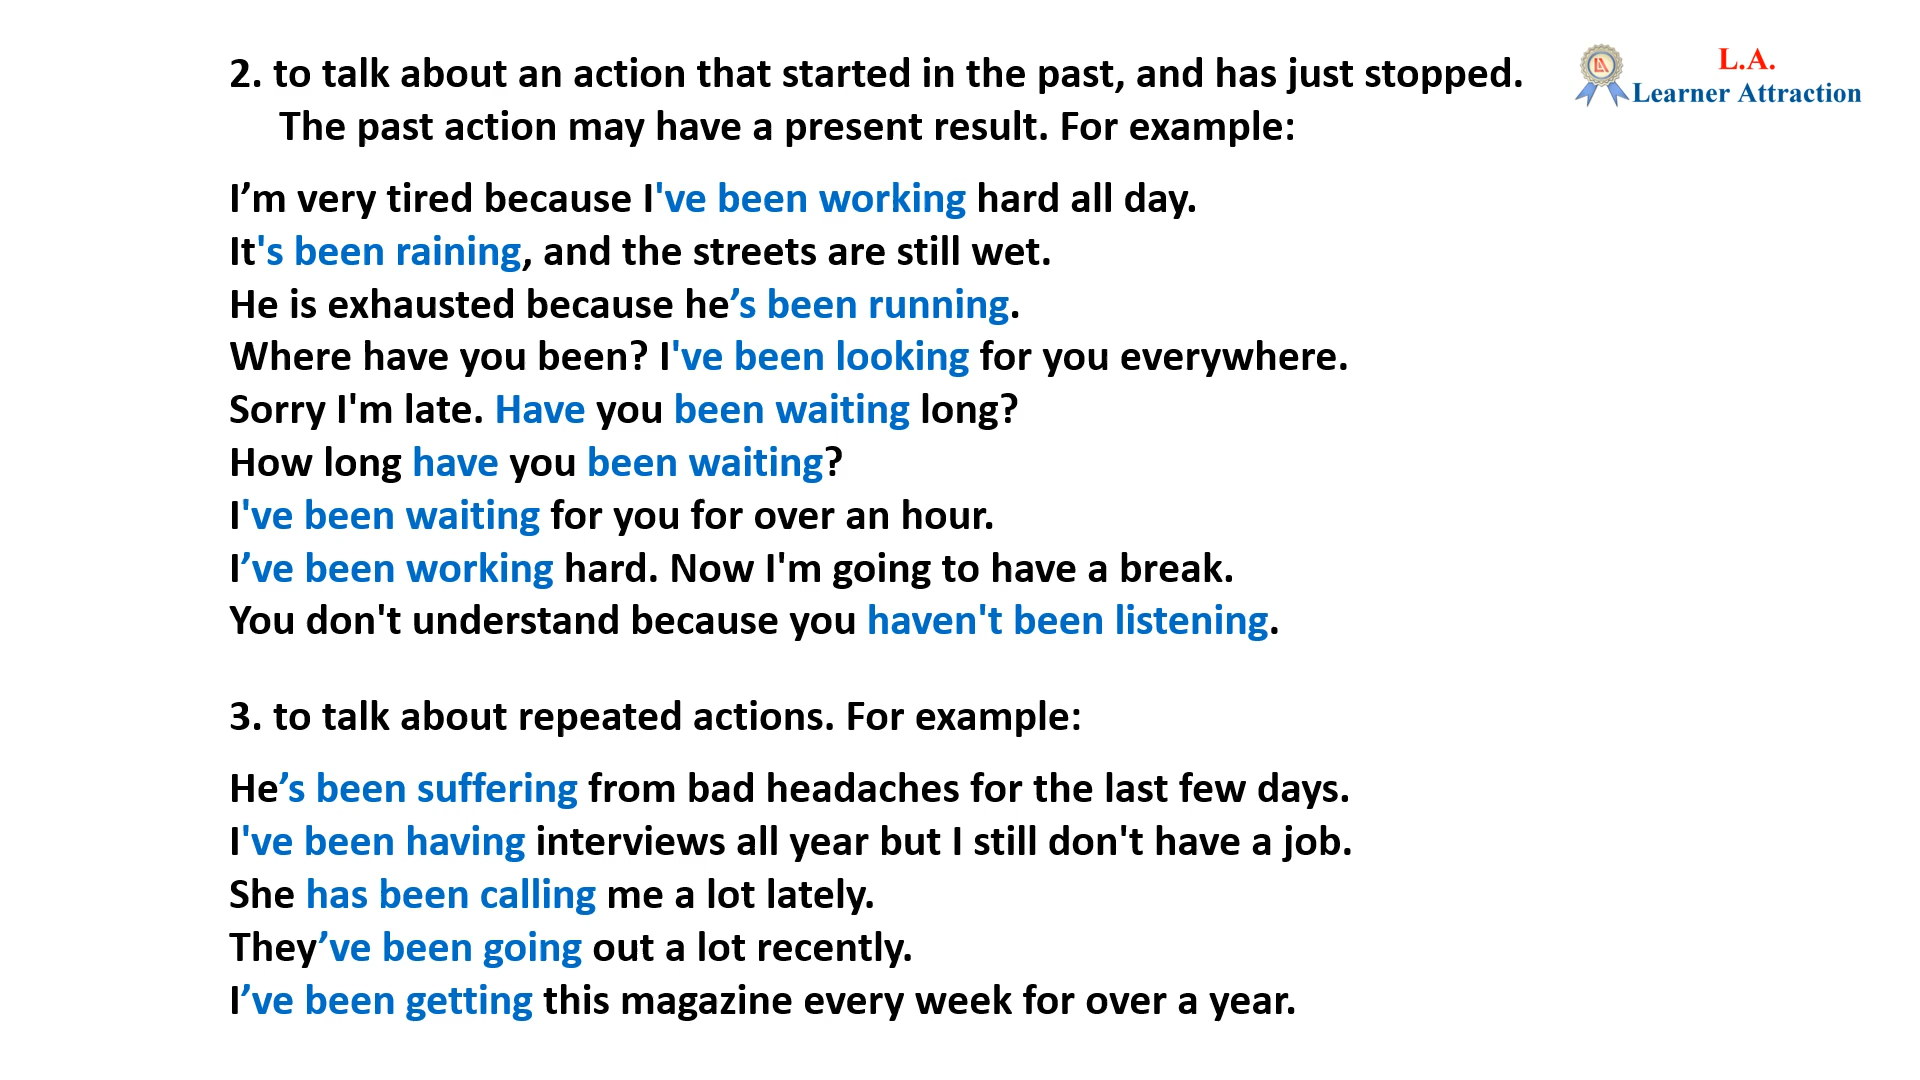 2. to talk about an action that started in the past, and has just stopped.
The past action may have a present result. For example:
L.A.
Learner Attraction
LA
I’m very tired because I've been working hard all day.
It's been raining, and the streets are still wet.
He is exhausted because he’s been running.
Where have you been? I've been looking for you everywhere.
Sorry I'm late. Have you been waiting long?
How long have you been waiting?
I've been waiting for you for over an hour.
I’ve been working hard. Now I'm going to have a break.
You don't understand because you haven't been listening.
3. to talk about repeated actions. For example:
He’s been suffering from bad headaches for the last few days.
I've been having interviews all year but I still don't have a job.
She has been calling me a lot lately.
They’ve been going out a lot recently.
I’ve been getting this magazine every week for over a year.